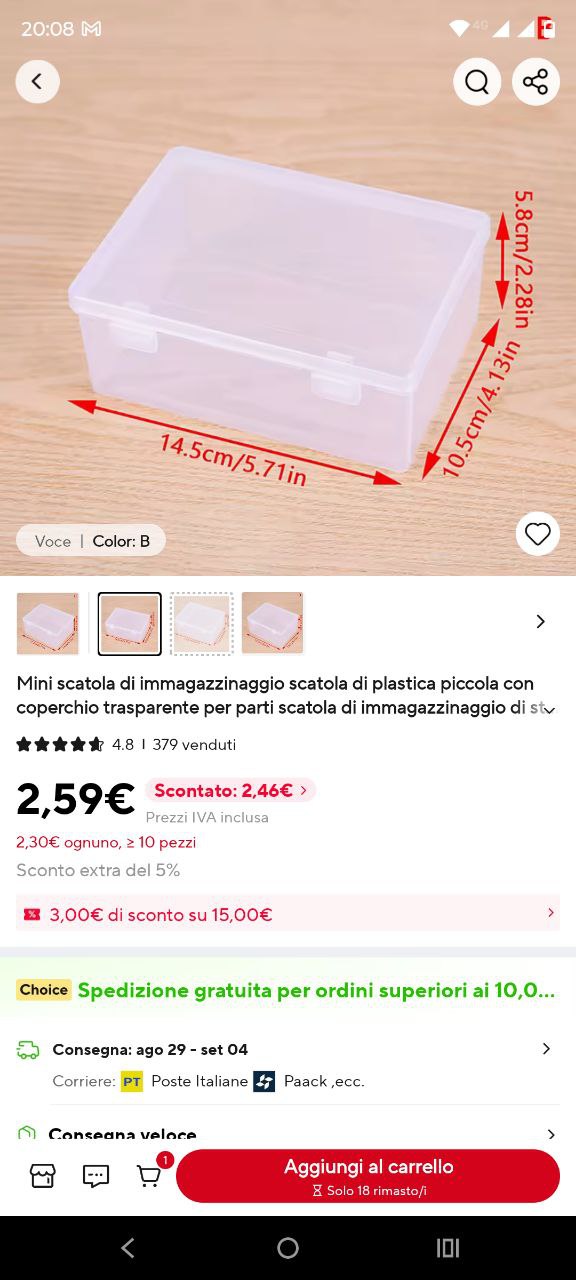 20:08
4G
5.8cm/2.28in
10.5cm/4.13in
14.5cm/5.71in
Voce | Color: B
Mini scatola di immagazzinaggio scatola di plastica piccola con
coperchio trasparente per parti scatola di immagazzinaggio di st
4.8 | 379 venduti
2,59€ Scontato: 2,46€
Prezzi IVA inclusa
2,30€ ognuno, ≥ 10 pezzi
Sconto extra del 5%
3,00€ di sconto su 15,00€
Choice Spedizione gratuita per ordini superiori ai 10,0...
Consegna: ago 29 - set 04
Corriere: PT Poste Italiane Paack ,ecc.
Consegna veloce
1
Aggiungi al carrello
Solo 18 rimasto/i